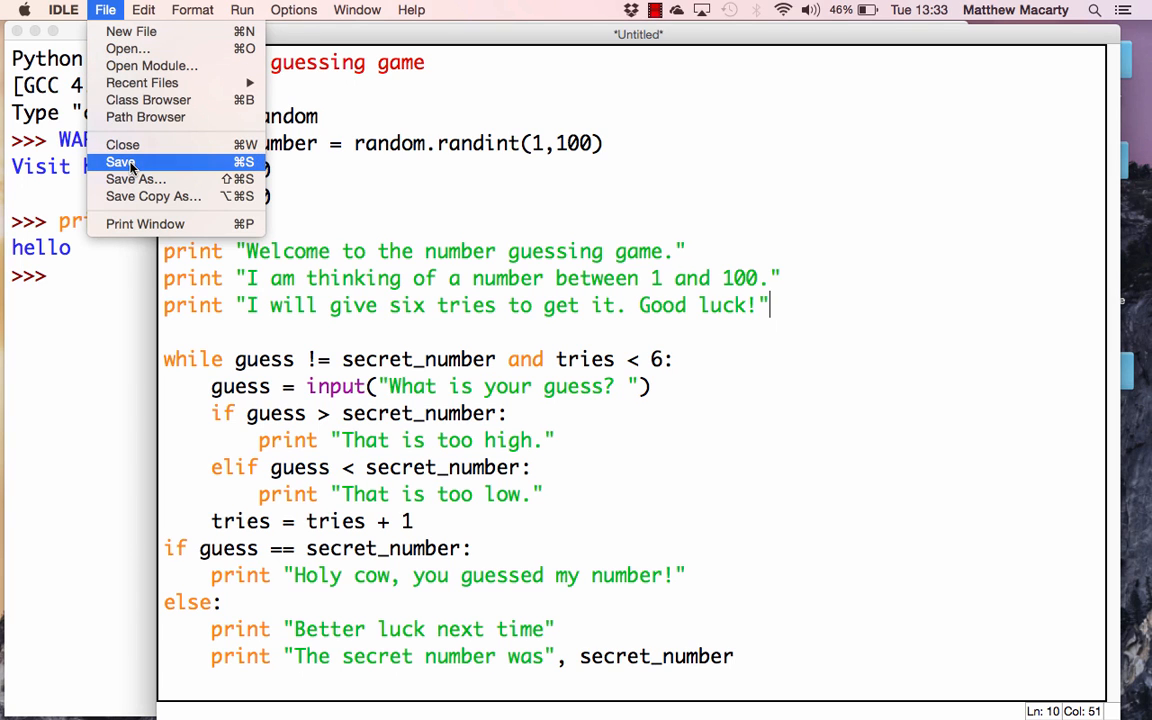 IDLE File Edit Format Run Options Window Help 46% Tue 13:33 Matthew Macarty
*Untitled*
New File ⌘N
Open... ⌘O
Open Module...
Recent Files ▶
Class Browser ⌘B
Path Browser
Close ⌘W
Save ⌘S
Save As... ⇧⌘S
Save Copy As... ⌥⌘S
Print Window ⌘P
Python
[GCC 4
Type "
>>> WA
Visit
>>> pr
hello
>>>
guessing game
= random.randint(1,100)
print "Welcome to the number guessing game."
print "I am thinking of a number between 1 and 100."
print "I will give six tries to get it. Good luck!"
while guess != secret_number and tries < 6:
guess = input("What is your guess? ")
if guess > secret_number:
print "That is too high."
elif guess < secret_number:
print "That is too low."
tries = tries + 1
if guess == secret_number:
print "Holy cow, you guessed my number!"
else:
print "Better luck next time"
print "The secret number was", secret_number
Ln: 10 Col: 51